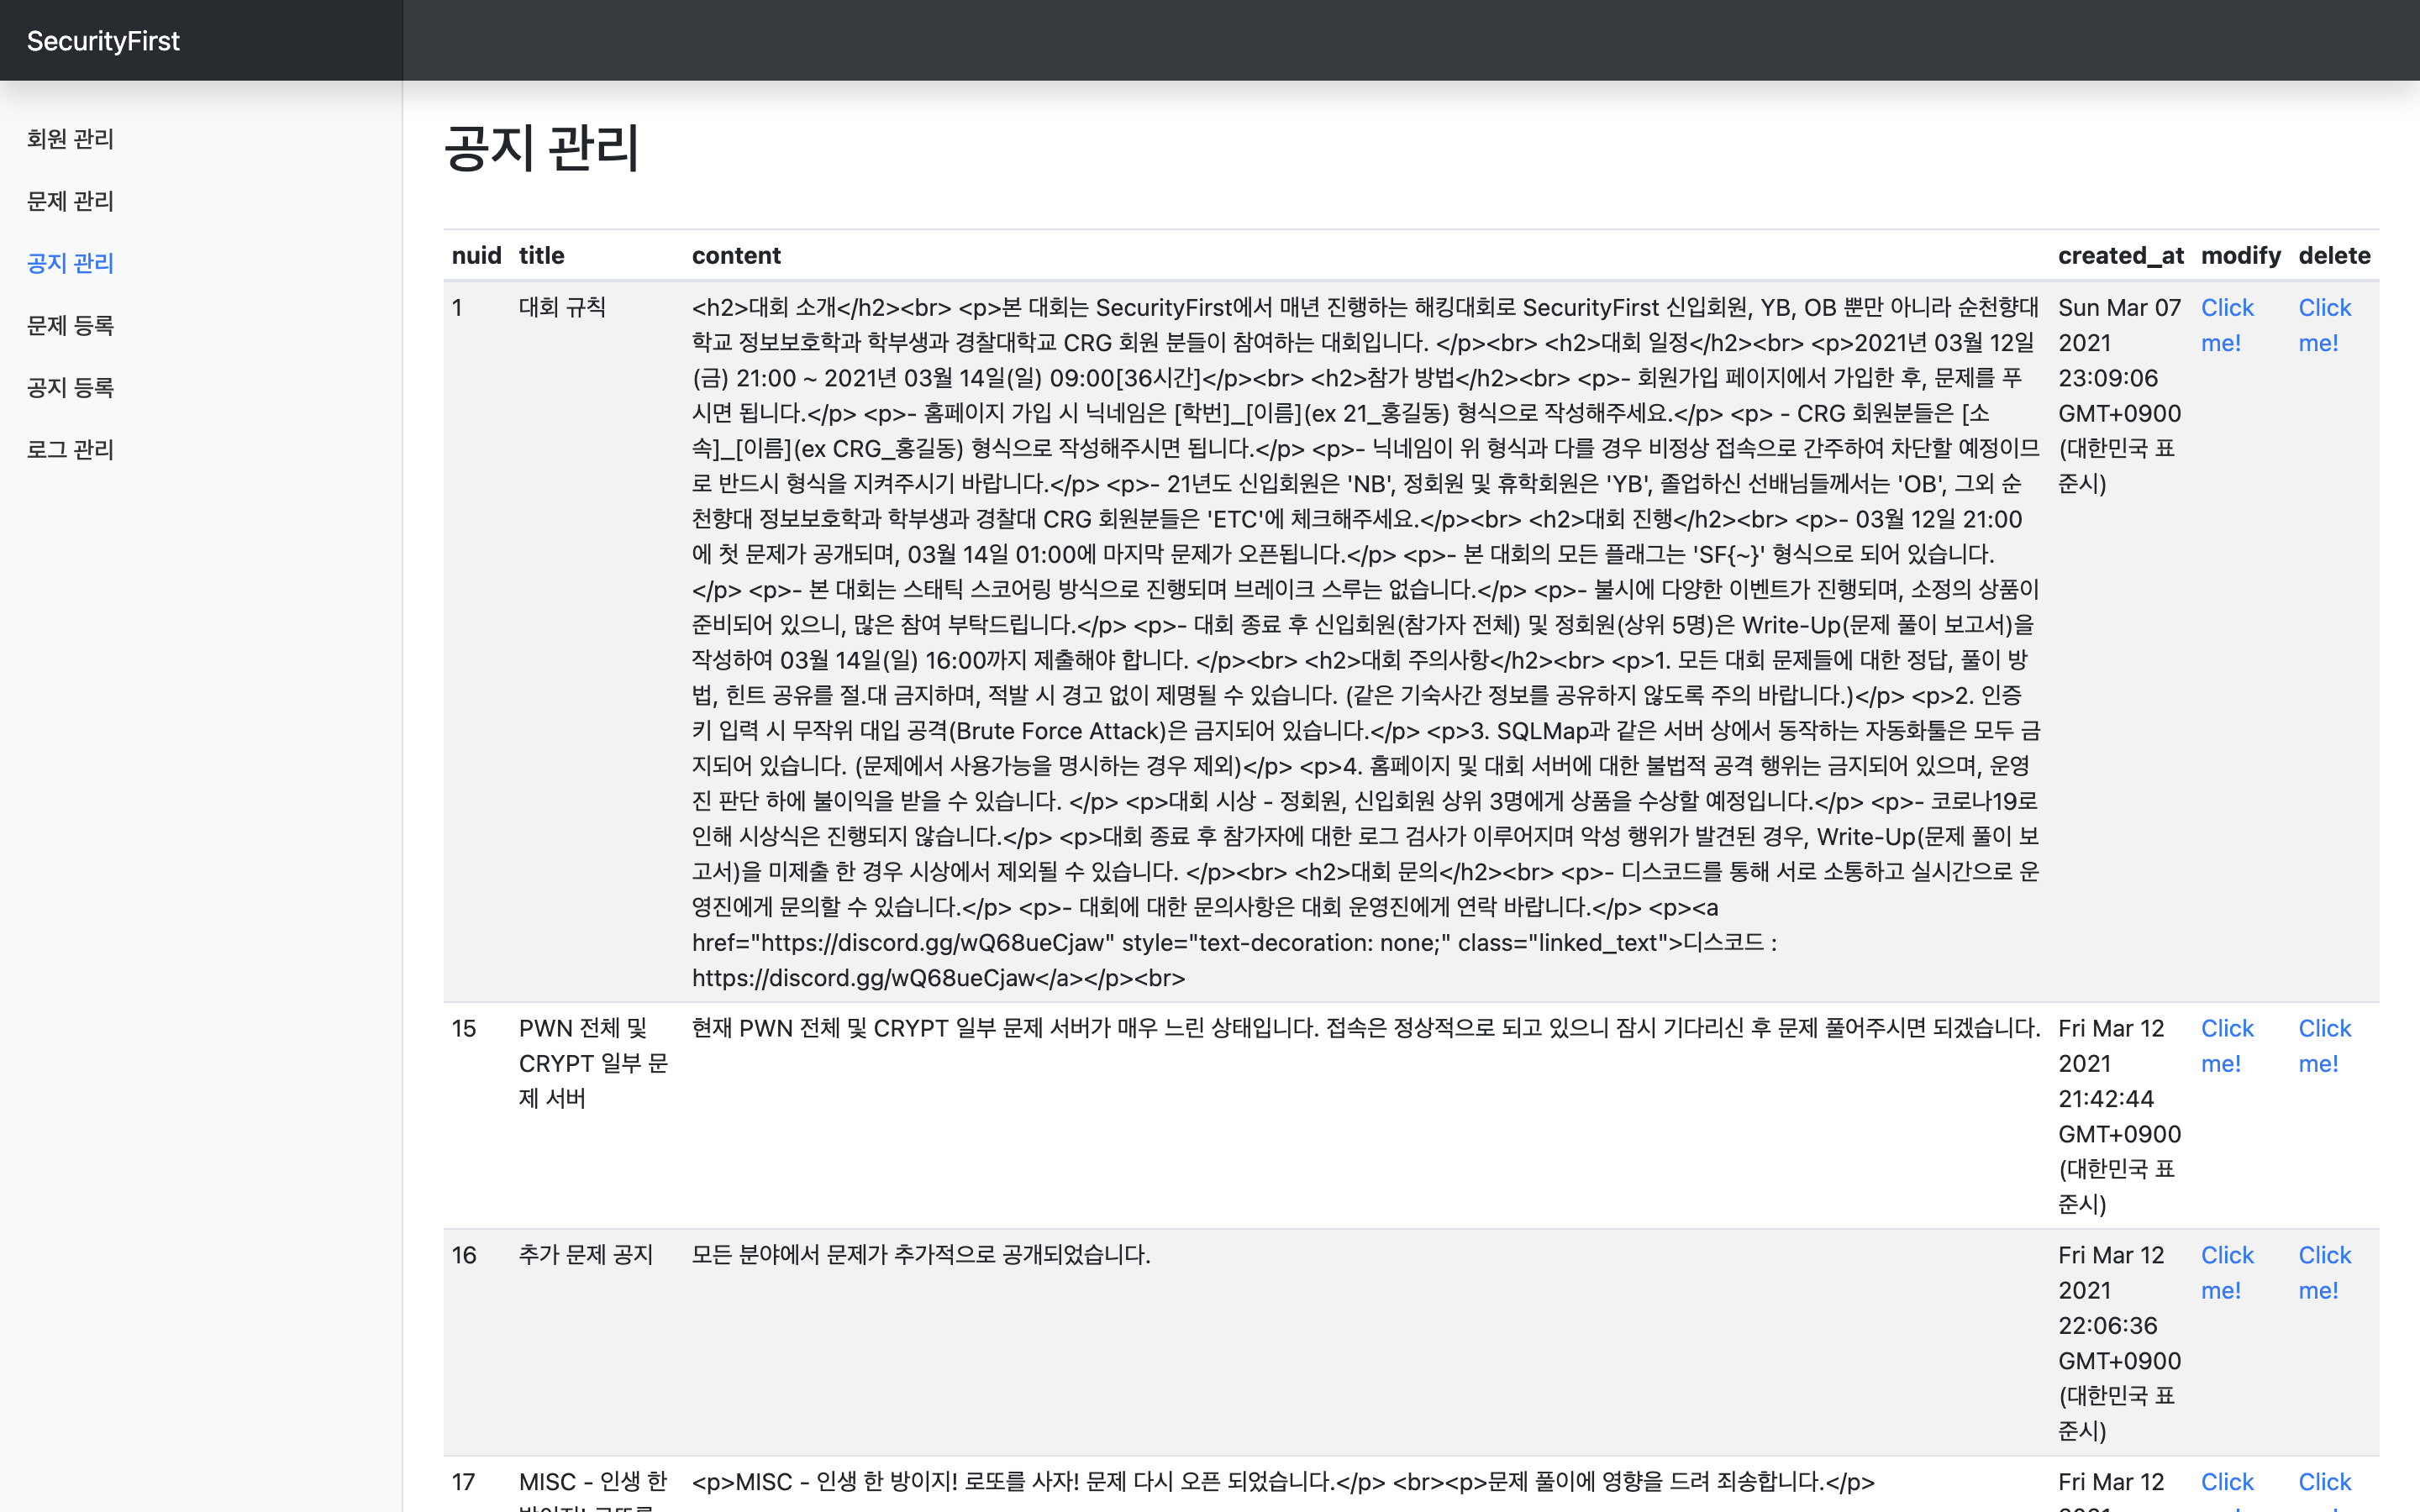 SecurityFirst
회원 관리
문제 관리
공지 관리
문제 등록
공지 등록
로그 관리
공지 관리
nuid title content created_at modify delete
1
대회 규칙
<h2>대회 소개</h2><br> <p>본 대회는 SecurityFirst에서 매년 진행하는 해킹대회로 SecurityFirst 신입회원, YB, OB 뿐만 아니라 순천향대
학교 정보보호학과 학부생과 경찰대학교 CRG 회원 분들이 참여하는 대회입니다. </p><br> <h2>대회 일정</h2><br> <p>2021년 03월 12일
(금) 21:00 ~ 2021년 03월 14일(일) 09:00[36시간]</p><br> <h2>참가 방법</h2><br> <p>- 회원가입 페이지에서 가입한 후, 문제를 푸
시면 됩니다.</p> <p>- 홈페이지 가입 시 닉네임은 [학번]_[이름](ex 21_홍길동) 형식으로 작성해주세요.</p> <p> - CRG 회원분들은 [소
속]_[이름](ex CRG_홍길동) 형식으로 작성해주시면 됩니다.</p> <p>- 닉네임이 위 형식과 다를 경우 비정상 접속으로 간주하여 차단할 예정이므
로 반드시 형식을 지켜주시기 바랍니다.</p> <p>- 21년도 신입회원은 'NB', 정회원 및 휴학회원은 'YB', 졸업하신 선배님들께서는 'OB', 그외 순
천향대 정보보호학과 학부생과 경찰대 CRG 회원분들은 'ETC'에 체크해주세요.</p><br> <h2>대회 진행</h2><br> <p>- 03월 12일 21:00
에 첫 문제가 공개되며, 03월 14일 01:00에 마지막 문제가 오픈됩니다.</p> <p>- 본 대회의 모든 플래그는 'SF{~}' 형식으로 되어 있습니다.
</p> <p>- 본 대회는 스태틱 스코어링 방식으로 진행되며 브레이크 스루는 없습니다.</p> <p>- 불시에 다양한 이벤트가 진행되며, 소정의 상품이
준비되어 있으니, 많은 참여 부탁드립니다.</p> <p>- 대회 종료 후 신입회원(참가자 전체) 및 정회원(상위 5명)은 Write-Up(문제 풀이 보고서)을
작성하여 03월 14일(일) 16:00까지 제출해야 합니다. </p><br> <h2>대회 주의사항</h2><br> <p>1. 모든 대회 문제들에 대한 정답, 풀이 방
법, 힌트 공유를 절.대 금지하며, 적발 시 경고 없이 제명될 수 있습니다. (같은 기숙사간 정보를 공유하지 않도록 주의 바랍니다.)</p> <p>2. 인증
키 입력 시 무작위 대입 공격(Brute Force Attack)은 금지되어 있습니다.</p> <p>3. SQLMap과 같은 서버 상에서 동작하는 자동화툴은 모두 금
지되어 있습니다. (문제에서 사용가능을 명시하는 경우 제외)</p> <p>4. 홈페이지 및 대회 서버에 대한 불법적 공격 행위는 금지되어 있으며, 운영
진 판단 하에 불이익을 받을 수 있습니다. </p> <p>대회 시상 - 정회원, 신입회원 상위 3명에게 상품을 수상할 예정입니다.</p> <p>- 코로나19로
인해 시상식은 진행되지 않습니다.</p> <p>대회 종료 후 참가자에 대한 로그 검사가 이루어지며 악성 행위가 발견된 경우, Write-Up(문제 풀이 보
고서)을 미제출 한 경우 시상에서 제외될 수 있습니다. </p><br> <h2>대회 문의</h2><br> <p>- 디스코드를 통해 서로 소통하고 실시간으로 운
영진에게 문의할 수 있습니다.</p> <p>- 대회에 대한 문의사항은 대회 운영진에게 연락 바랍니다.</p> <p><a
href="https://discord.gg/wQ68ueCjaw" style="text-decoration: none;" class="linked_text">디스코드 :
https://discord.gg/wQ68ueCjaw</a></p><br>
Sun Mar 07
2021
23:09:06
GMT+0900
(대한민국 표
준시)
Click
me!
Click
me!
15
PWN 전체 및
CRYPT 일부 문
제 서버
현재 PWN 전체 및 CRYPT 일부 문제 서버가 매우 느린 상태입니다. 접속은 정상적으로 되고 있으니 잠시 기다리신 후 문제 풀어주시면 되겠습니다.
Fri Mar 12
2021
21:42:44
GMT+0900
(대한민국 표
준시)
Click
me!
Click
me!
16
추가 문제 공지
모든 분야에서 문제가 추가적으로 공개되었습니다.
Fri Mar 12
2021
22:06:36
GMT+0900
(대한민국 표
준시)
Click
me!
Click
me!
17
MISC - 인생 한
<p>MISC - 인생 한 방이지! 로또를 사자! 문제 다시 오픈 되었습니다.</p> <br><p>문제 풀이에 영향을 드려 죄송합니다.</p>
Fri Mar 12
Click
Click